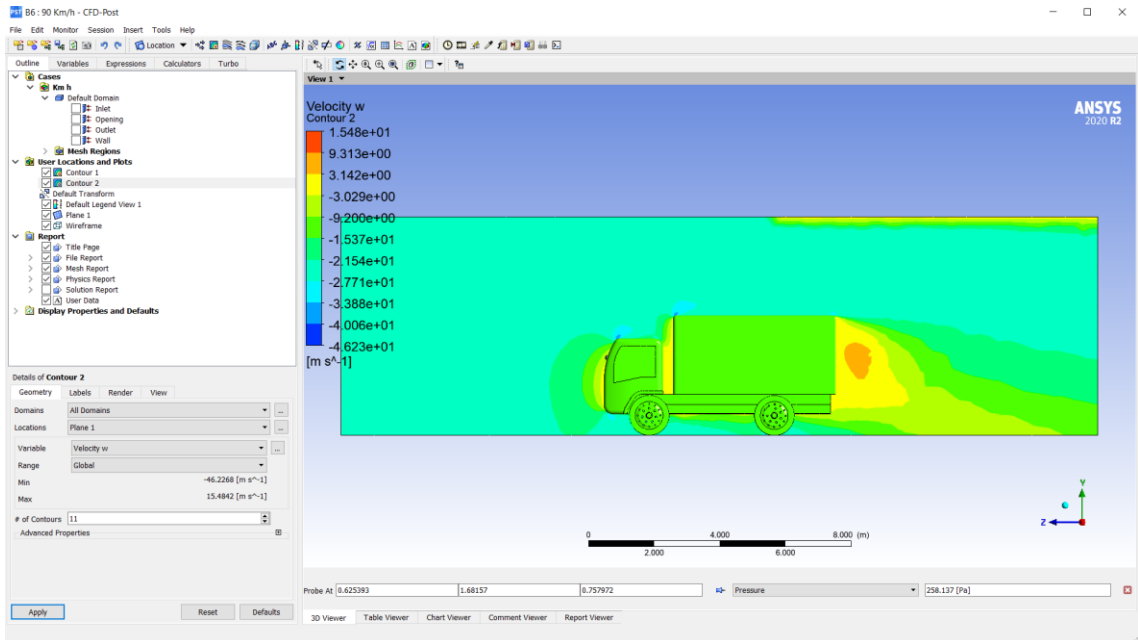 B6 : 90 Km/h - CFD-Post
File Edit Monitor Session Insert Tools Help
Location
Outline Variables Expressions Calculators Turbo
Cases
Km h
Default Domain
Inlet
Opening
Outlet
Wall
Mesh Regions
User Locations and Plots
Contour 1
Contour 2
Default Transform
Default Legend View 1
Plane 1
Wireframe
Report
Title Page
File Report
Mesh Report
Physics Report
Solution Report
User Data
Display Properties and Defaults
Details of Contour 2
Geometry Labels Render View
Domains All Domains ...
Locations Plane 1 ...
Variable Velocity w ...
Range Global
Min -46.2268 [m s^-1]
Max 15.4842 [m s^-1]
# of Contours 11
Advanced Properties
Apply Reset Defaults
View 1
Velocity w
Contour 2
1.548e+01
9.313e+00
3.142e+00
-3.029e+00
-9.200e+00
-1.537e+01
-2.154e+01
-2.771e+01
-3.388e+01
-4.006e+01
-4.623e+01
[m s^-1]
ANSYS
2020 R2
Y
Z
0 4.000 8.000 (m)
2.000 6.000
Probe At 0.625393 1.68157 0.757972 Pressure 258.137 [Pa]
3D Viewer Table Viewer Chart Viewer Comment Viewer Report Viewer